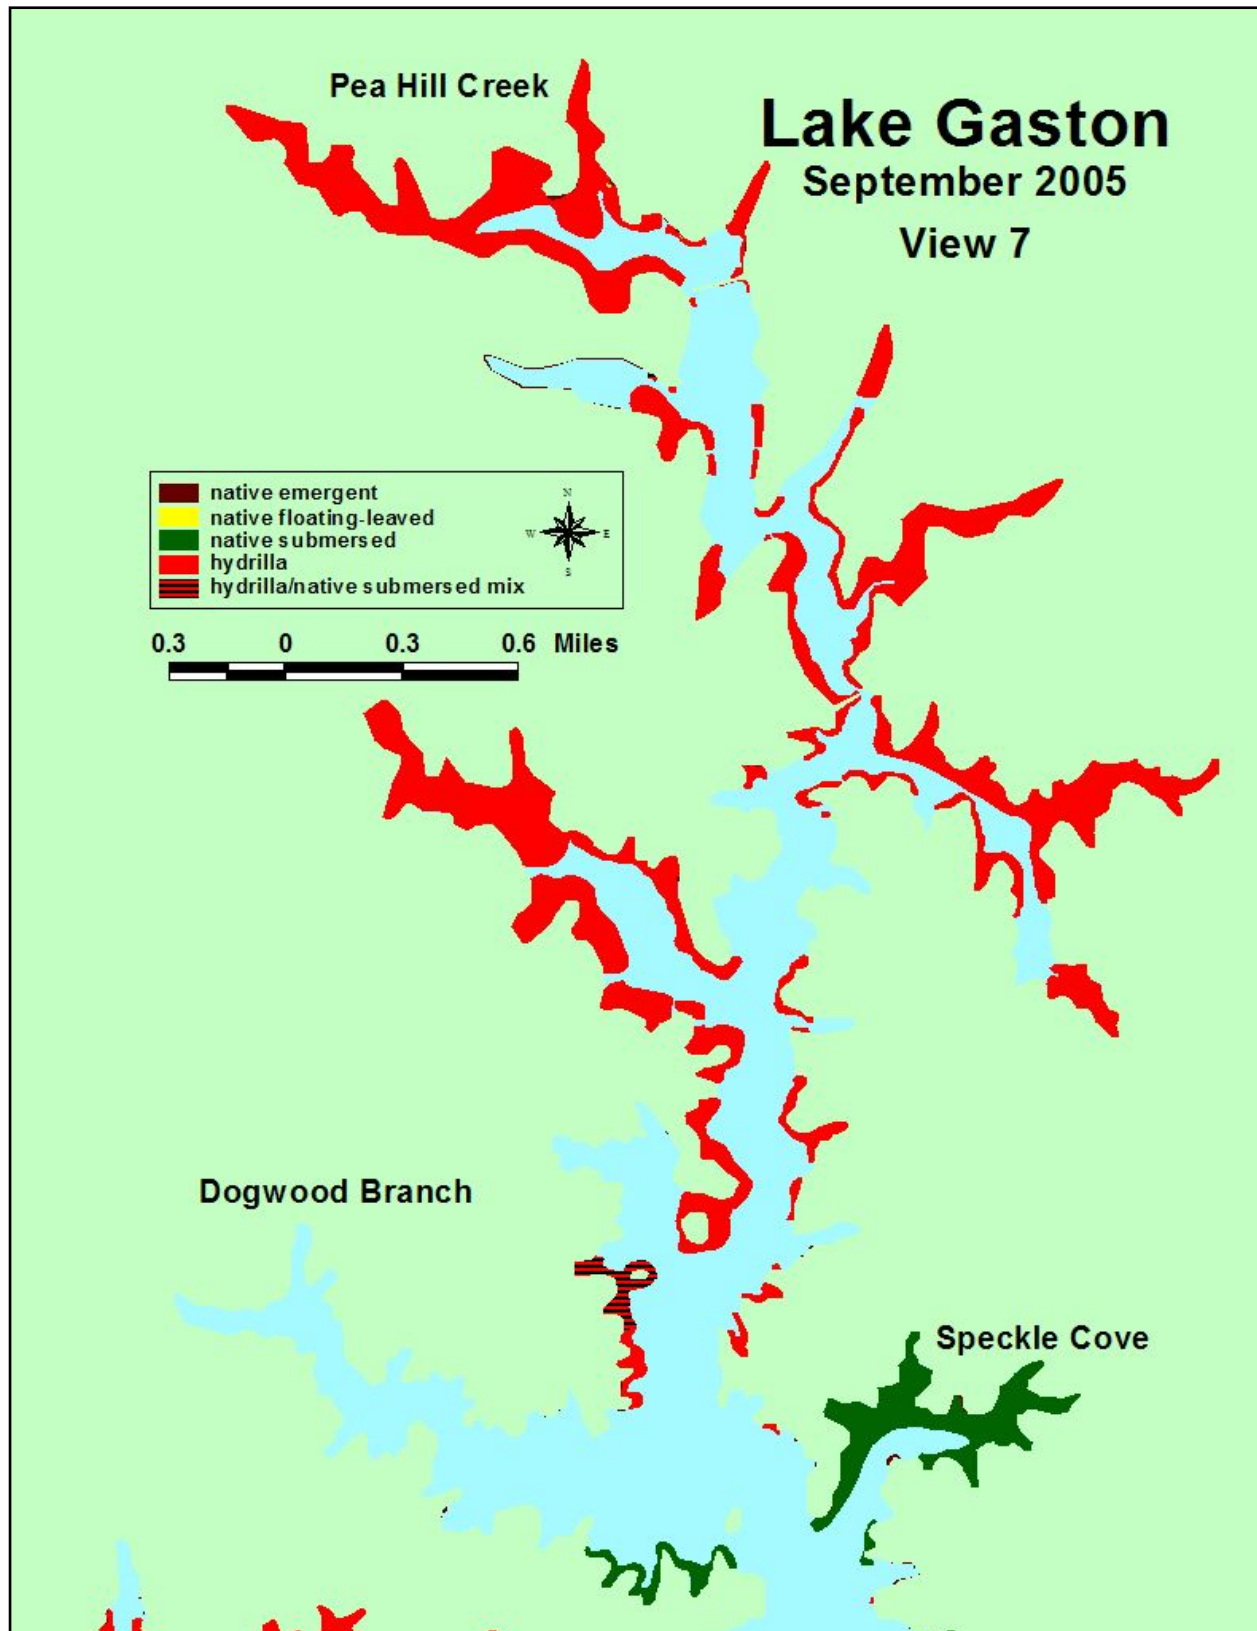 Pea Hill Creek
Lake Gaston
September 2005
View 7
native emergent
native floating-leaved
native submersed
hydrilla
hydrilla/native submersed mix
N
W E
S
0.3 0 0.3 0.6 Miles
Dogwood Branch
Speckle Cove